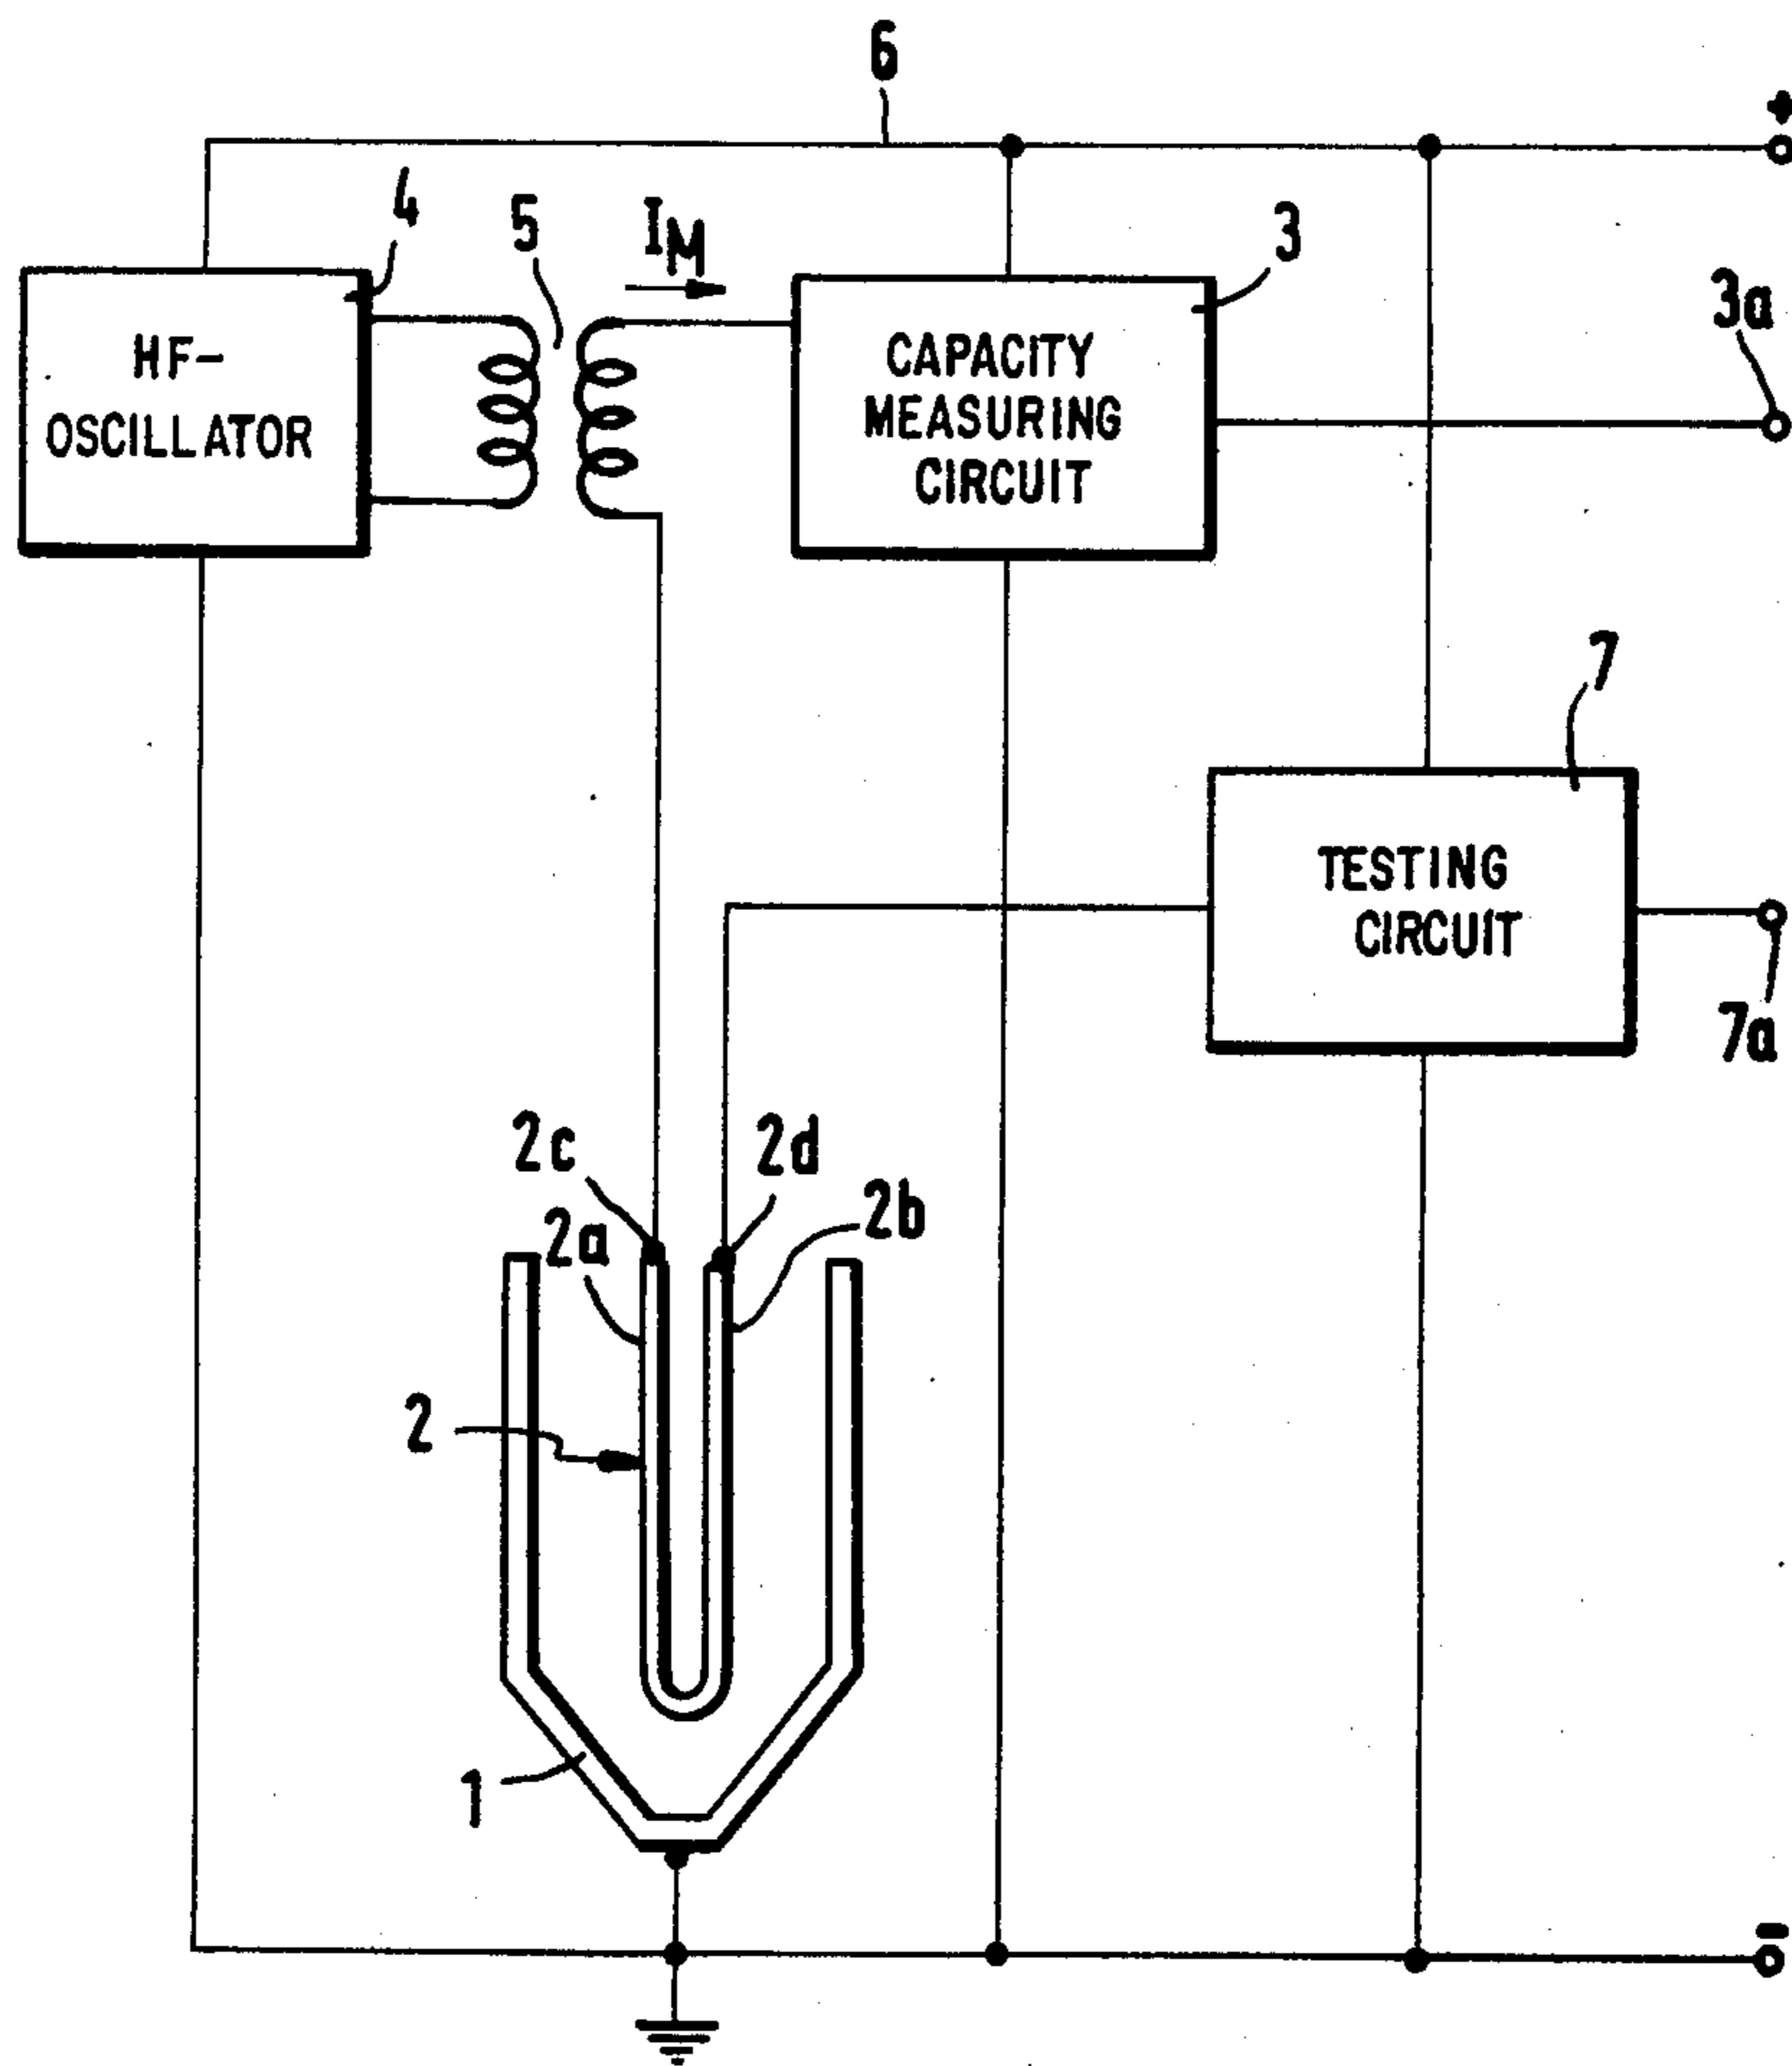 6
+
4
5
I_M
3
3a
HF-
OSCILLATOR
CAPACITY
MEASURING
CIRCUIT
7
TESTING
CIRCUIT
7a
2c
2d
2a
2b
2
1
-